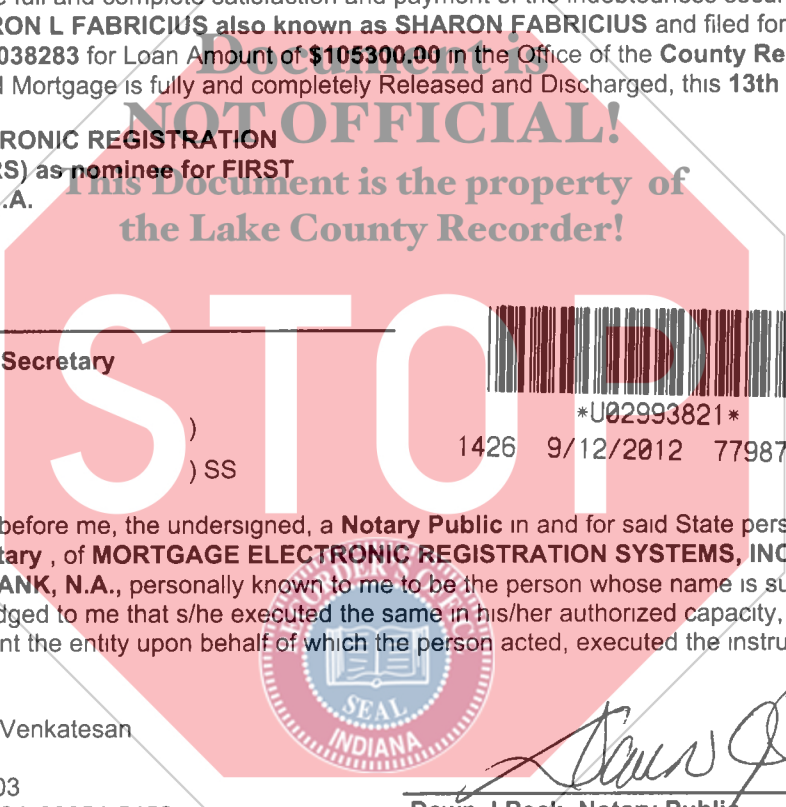 RON L FABRICIUS also known as SHARON FABRICIUS and filed for
038283 for Loan Amount of $105300.00 in the Office of the County Re
Mortgage is fully and completely Released and Discharged, this 13th
Document is
NOT OFFICIAL!
This Document is the property of
the Lake County Recorder!
RONIC REGISTRATION
RS) as nominee for FIRST
.A.
STOP
Secretary
*U02993821*
1426 9/12/2012 77987
)
) SS
before me, the undersigned, a Notary Public in and for said State pers
tary , of MORTGAGE ELECTRONIC REGISTRATION SYSTEMS, INC
ANK, N.A., personally known to me to be the person whose name is su
dged to me that s/he executed the same in his/her authorized capacity,
nt the entity upon behalf of which the person acted, executed the instru
SEAL
INDIANA
Venkatesan
03
Notary Public